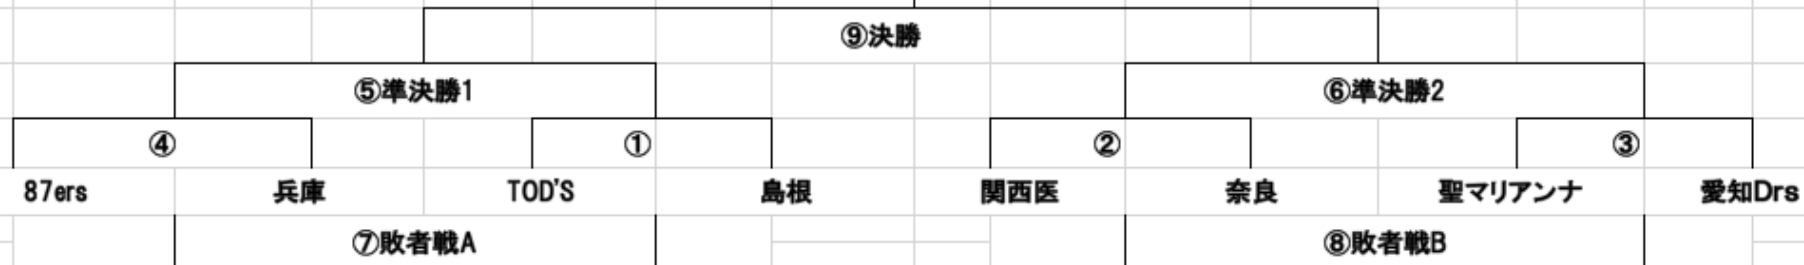 ⑨決勝
⑤準決勝1 ⑥準決勝2
④ ① ② ③
87ers 兵庫 TOD'S 島根 関西医 奈良 聖マリアンナ 愛知Drs
⑦敗者戦A ⑧敗者戦B